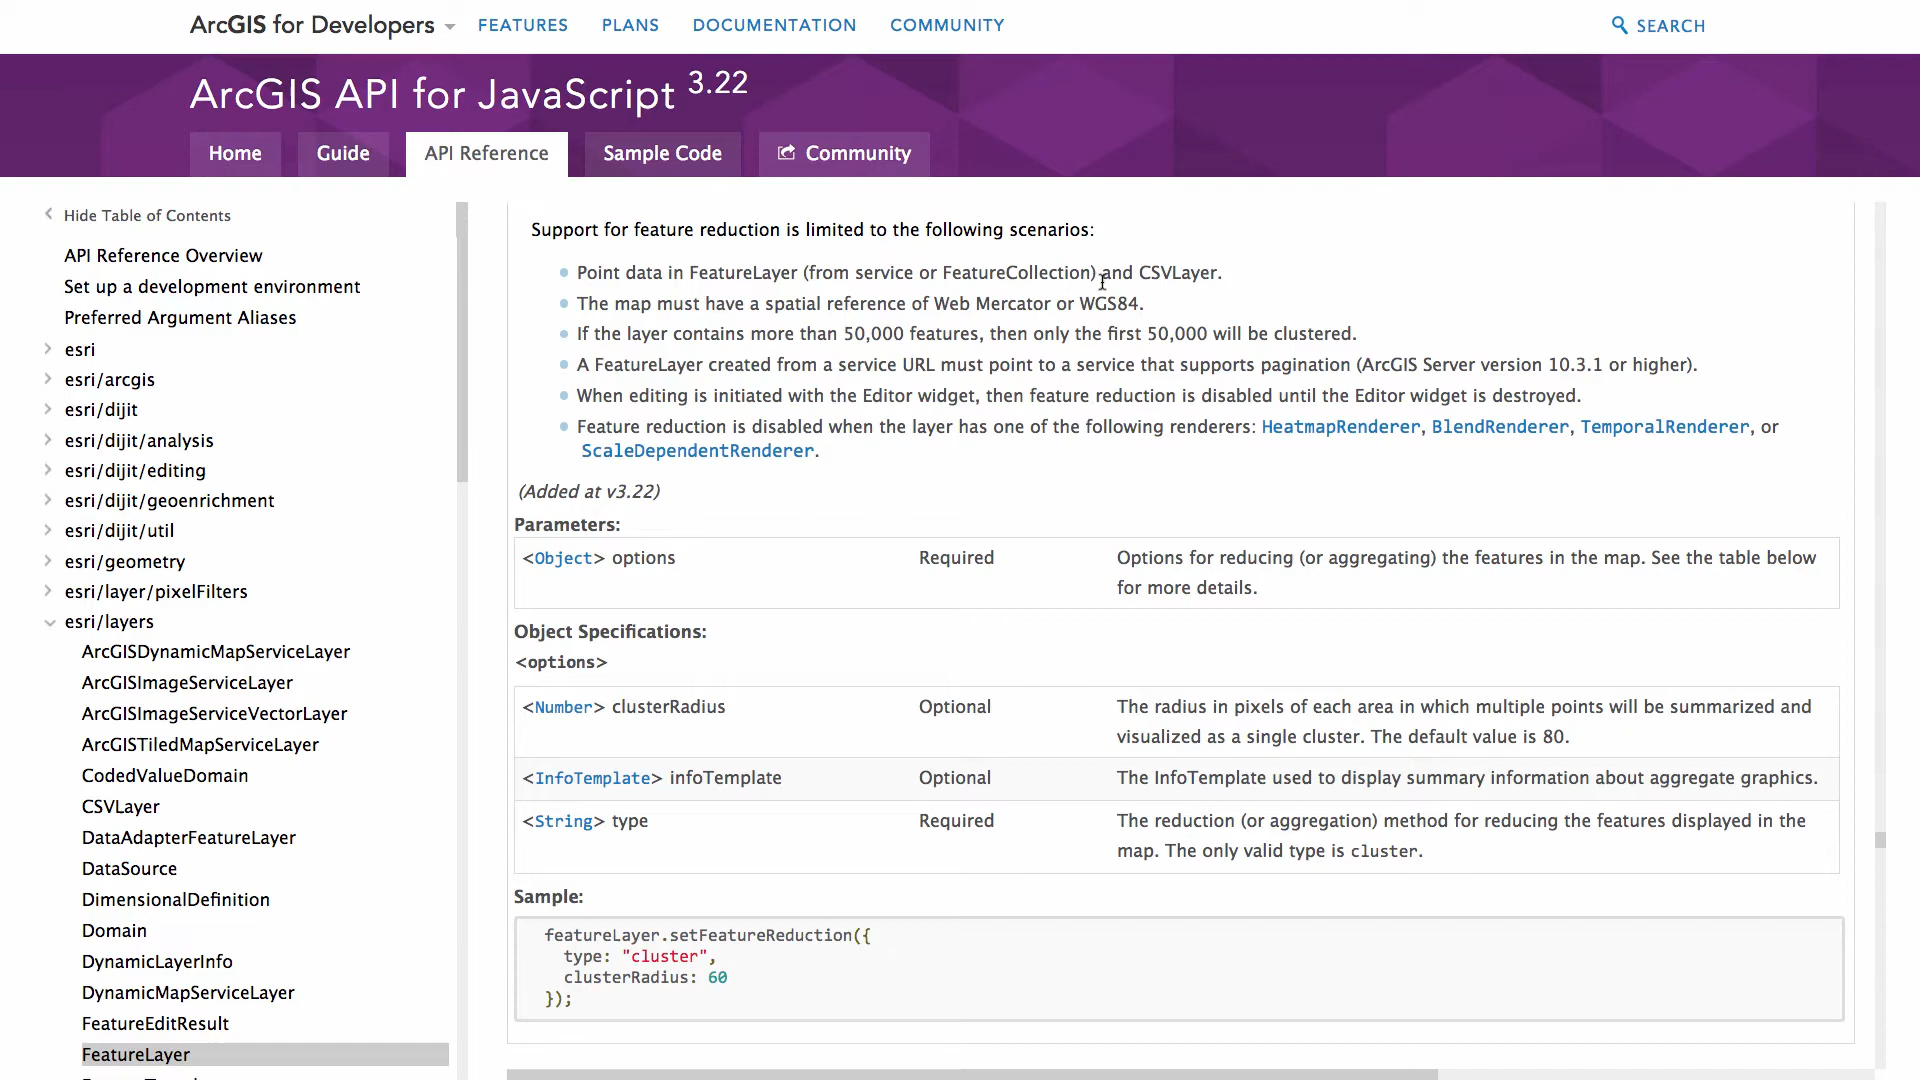 ArcGIS for Developers FEATURES PLANS DOCUMENTATION COMMUNITY SEARCH
ArcGIS API for JavaScript 3.22
Home Guide API Reference Sample Code Community
Hide Table of Contents
API Reference Overview
Set up a development environment
Preferred Argument Aliases
esri
esri/arcgis
esri/dijit
esri/dijit/analysis
esri/dijit/editing
esri/dijit/geoenrichment
esri/dijit/util
esri/geometry
esri/layer/pixelFilters
esri/layers
ArcGISDynamicMapServiceLayer
ArcGISImageServiceLayer
ArcGISImageServiceVectorLayer
ArcGISTiledMapServiceLayer
CodedValueDomain
CSVLayer
DataAdapterFeatureLayer
DataSource
DimensionalDefinition
Domain
DynamicLayerInfo
DynamicMapServiceLayer
FeatureEditResult
FeatureLayer
Support for feature reduction is limited to the following scenarios:
Point data in FeatureLayer (from service or FeatureCollection) and CSVLayer.
The map must have a spatial reference of Web Mercator or WGS84.
If the layer contains more than 50,000 features, then only the first 50,000 will be clustered.
A FeatureLayer created from a service URL must point to a service that supports pagination (ArcGIS Server version 10.3.1 or higher).
When editing is initiated with the Editor widget, then feature reduction is disabled until the Editor widget is destroyed.
Feature reduction is disabled when the layer has one of the following renderers: HeatmapRenderer, BlendRenderer, TemporalRenderer, or
ScaleDependentRenderer.
(Added at v3.22)
Parameters:
<Object> options Required Options for reducing (or aggregating) the features in the map. See the table below
for more details.
Object Specifications:
<options>
<Number> clusterRadius Optional The radius in pixels of each area in which multiple points will be summarized and
visualized as a single cluster. The default value is 80.
<InfoTemplate> infoTemplate Optional The InfoTemplate used to display summary information about aggregate graphics.
<String> type Required The reduction (or aggregation) method for reducing the features displayed in the
map. The only valid type is cluster.
Sample:
featureLayer.setFeatureReduction({
type: "cluster",
clusterRadius: 60
});